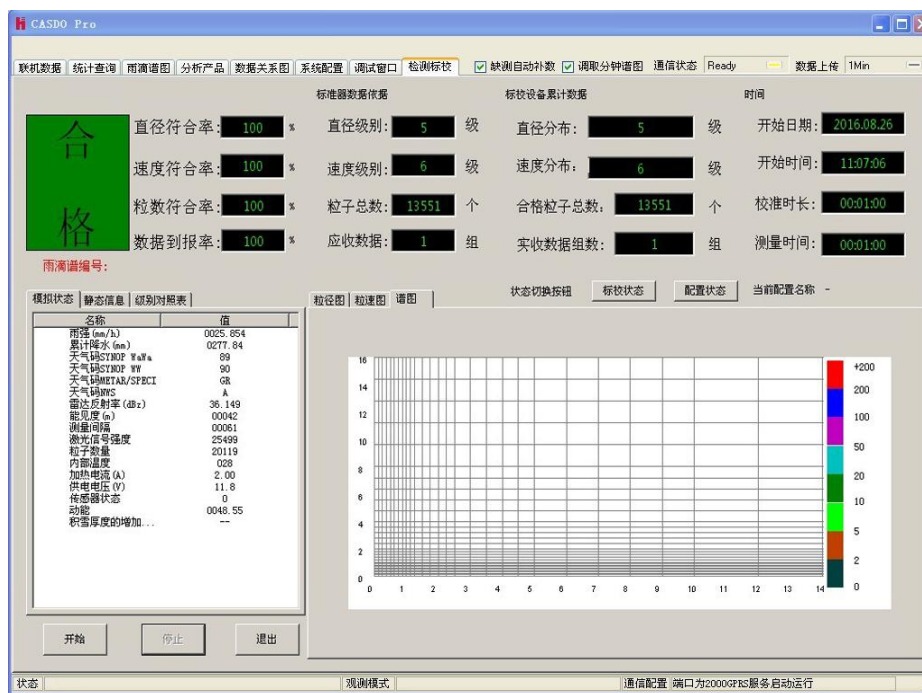 CASDO Pro
联机数据 统计查询 雨滴谱图 分析产品 数据关系图 系统配置 调试窗口 检测标校 缺测自动补数 调取分钟谱图 通信状态 Ready 数据上传 1Min
标准器数据依据 标校设备累计数据 时间
合格
直径符合率: 100 % 直径级别: 5 级 直径分布: 5 级 开始日期: 2016.08.26
速度符合率: 100 % 速度级别: 6 级 速度分布: 6 级 开始时间: 11:07:06
粒数符合率: 100 % 粒子总数: 13551 个 合格粒子总数: 13551 个 校准时长: 00:01:00
数据到报率: 100 % 应收数据: 1 组 实收数据组数: 1 组 测量时间: 00:01:00
雨滴谱编号:
状态切换按钮 标校状态 配置状态 当前配置名称 -
模拟状态 静态信息 级别对照表
粒径图 粒速图 谱图
名称 值
雨强(mm/h) 0025.854
累计降水(mm) 0277.84
天气码SYNOP WaWa 89
天气码SYNOP WW 90
天气码METAR/SPECI GR
天气码NWS A
雷达反射率(dBz) 36.149
能见度(m) 00042
测量间隔 00061
激光信号强度 25499
粒子数量 20119
内部温度 028
加热电流(A) 2.00
供电电压(V) 11.8
传感器状态 0
动能 0048.55
积雪厚度的增加... --
16
14
12
10
8
6
4
2
0
0 1 2 3 4 5 6 7 8 9 10 11 12 13 14
+200
200
100
50
20
10
5
2
0
开始 停止 退出
状态 观测模式 通信配置 端口为2000GPRS服务启动运行